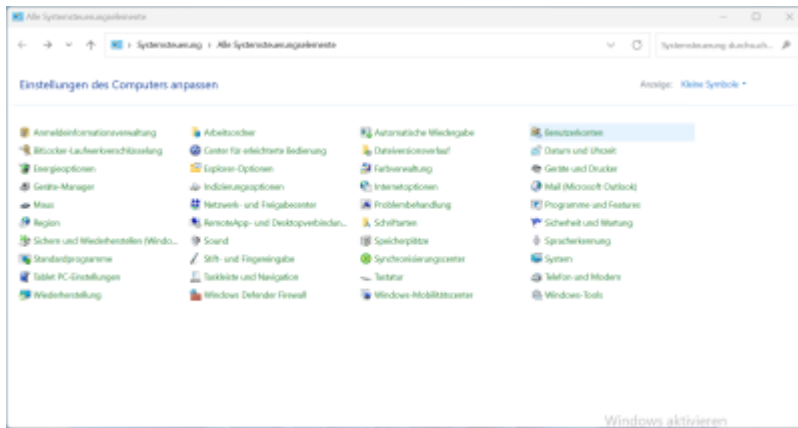 Alle Systemsteuerungselemente
Systemsteuerung › Alle Systemsteuerungselemente
Systemsteuerung durchsuch...
Einstellungen des Computers anpassen
Anzeige: Kleine Symbole
Anmeldeinformationsverwaltung Arbeitsordner Automatische Wiedergabe Benutzerkonten
BitLocker-Laufwerkverschlüsselung Center für erleichterte Bedienung Dateiversionsverlauf Datum und Uhrzeit
Energieoptionen Explorer-Optionen Farbverwaltung Geräte und Drucker
Geräte-Manager Indizierungsoptionen Internetoptionen Mail (Microsoft Outlook)
Maus Netzwerk- und Freigabecenter Problembehandlung Programme und Features
Region RemoteApp- und Desktopverbindun... Schriftarten Sicherheit und Wartung
Sichern und Wiederherstellen (Windo... Sound Speicherplätze Spracherkennung
Standardprogramme Stift- und Fingereingabe Synchronisierungscenter System
Tablet PC-Einstellungen Taskleiste und Navigation Tastatur Telefon und Modem
Wiederherstellung Windows Defender Firewall Windows-Mobilitätscenter Windows-Tools
Windows aktivieren